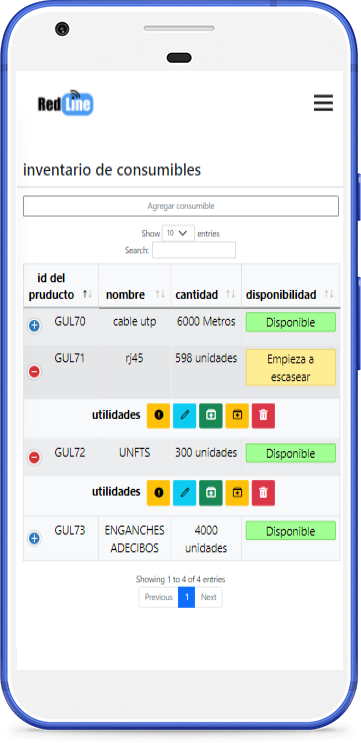 Red Line
inventario de consumibles
Agregar consumible
Show 10 entries
Search:
id del
pruducto nombre cantidad disponibilidad
GUL70 cable utp 6000 Metros Disponible
GUL71 rj45 598 unidades Empieza a
escasear
utilidades
GUL72 UNFTS 300 unidades Disponible
utilidades
GUL73 ENGANCHES 4000 Disponible
ADECIBOS unidades
Showing 1 to 4 of 4 entries
Previous 1 Next